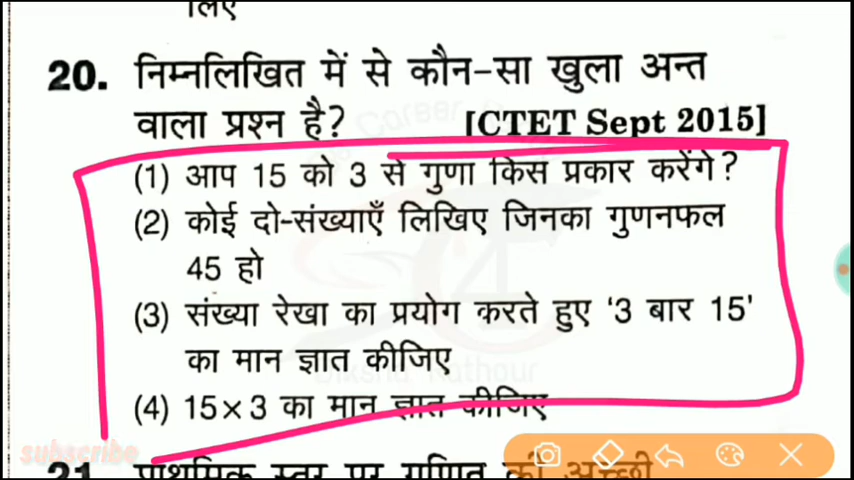 लिए
20. निम्नलिखित में से कौन-सा खुला अन्त
वाला प्रश्न है? [CTET Sept 2015]
(1) आप 15 को 3 से गुणा किस प्रकार करेंगे?
(2) कोई दो-संख्याएँ लिखिए जिनका गुणनफल
45 हो
(3) संख्या रेखा का प्रयोग करते हुए ‘3 बार 15’
का मान ज्ञात कीजिए
(4) 15×3 का मान ज्ञात कीजिए
subscribe
21. प्राथमिक स्तर पर गणित की अच्छी